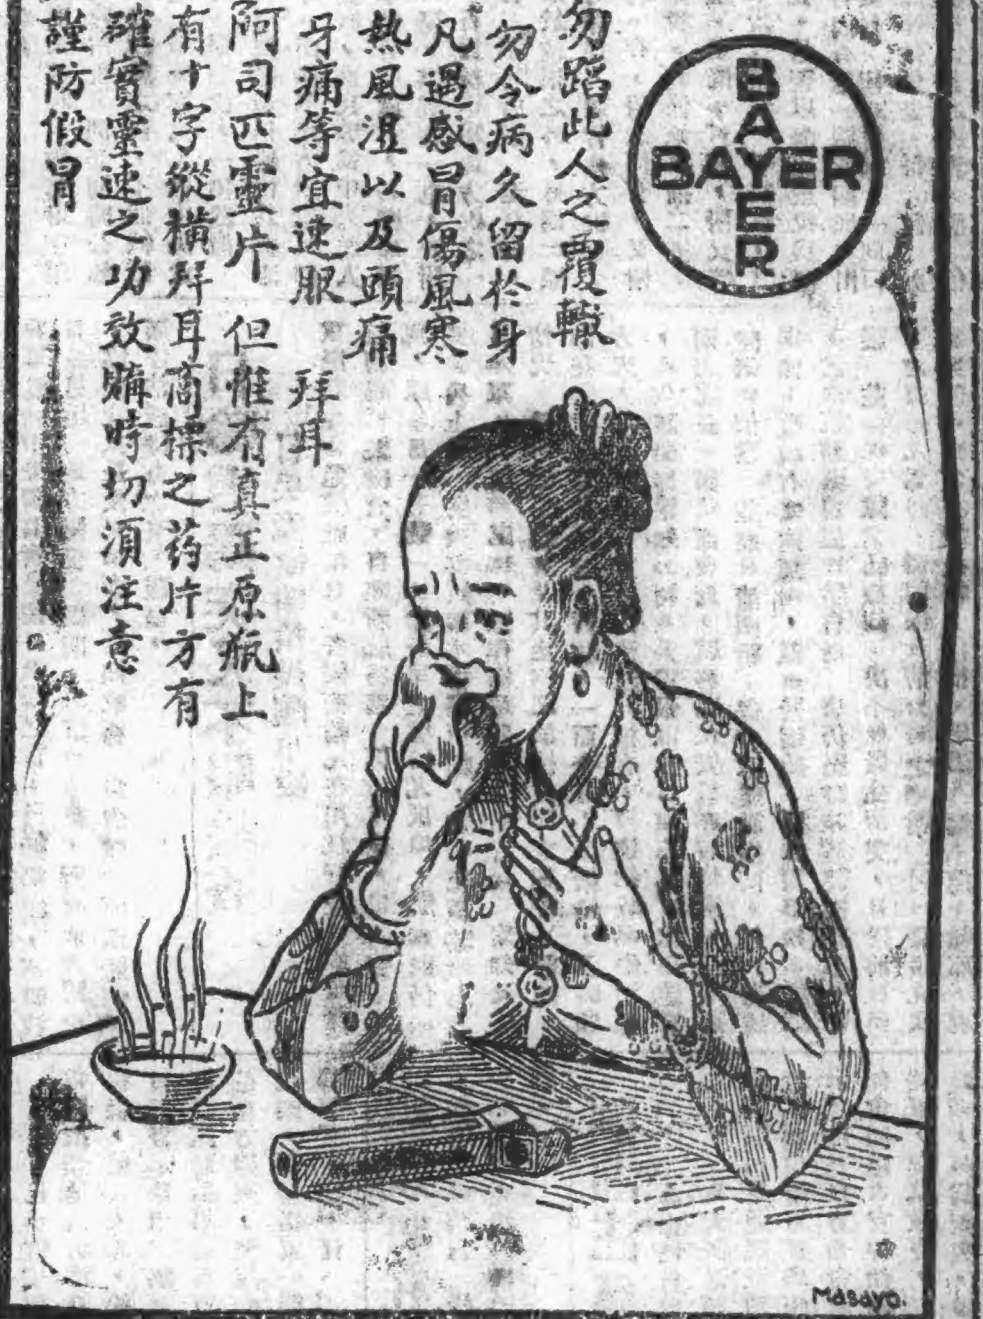 BAYER
BAYER
勿蹈此人之覆轍
勿令病久留於身
凡遇感冒傷風寒
熱風湿以及頭痛
牙痛等宜速服 拜耳
阿司匹靈片 但惟有真正原瓶上
有十字縱橫拜耳商標之葯片方有
確實靈速之功效購時切須注意
謹防假冒
Masayo.